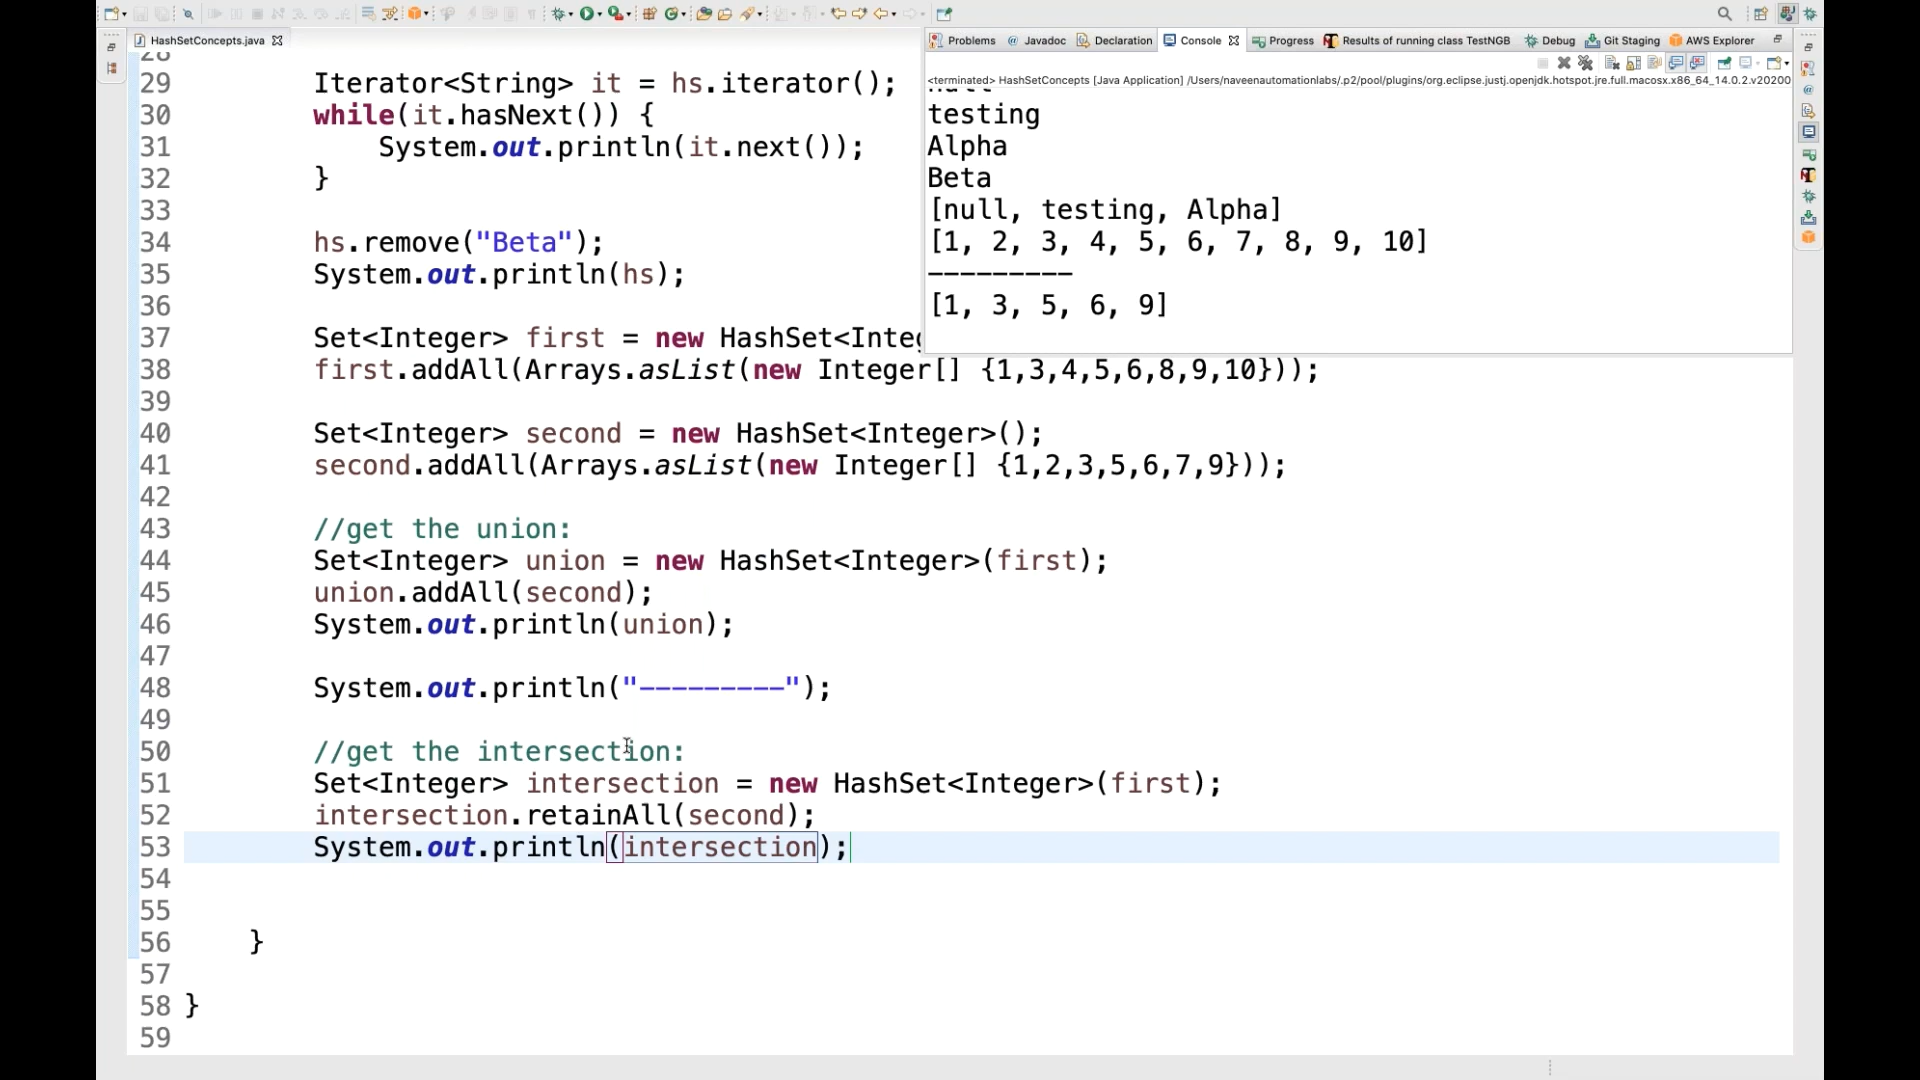 HashSetConcepts.java
28
29 Iterator<String> it = hs.iterator();
30 while(it.hasNext()) {
31 System.out.println(it.next());
32 }
33
34 hs.remove("Beta");
35 System.out.println(hs);
36
37 Set<Integer> first = new HashSet<Integ
38 first.addAll(Arrays.asList(new Integer[] {1,3,4,5,6,8,9,10}));
39
40 Set<Integer> second = new HashSet<Integer>();
41 second.addAll(Arrays.asList(new Integer[] {1,2,3,5,6,7,9}));
42
43 //get the union:
44 Set<Integer> union = new HashSet<Integer>(first);
45 union.addAll(second);
46 System.out.println(union);
47
48 System.out.println("---------");
49
50 //get the intersection:
51 Set<Integer> intersection = new HashSet<Integer>(first);
52 intersection.retainAll(second);
53 System.out.println(intersection);
54
55
56 }
57
58 }
59
Problems @ Javadoc Declaration Console Progress Results of running class TestNGB Debug Git Staging AWS Explorer
<terminated> HashSetConcepts [Java Application] /Users/naveenautomationlabs/.p2/pool/plugins/org.eclipse.justj.openjdk.hotspot.jre.full.macosx.x86_64_14.0.2.v20200
null
testing
Alpha
Beta
[null, testing, Alpha]
[1, 2, 3, 4, 5, 6, 7, 8, 9, 10]
---------
[1, 3, 5, 6, 9]